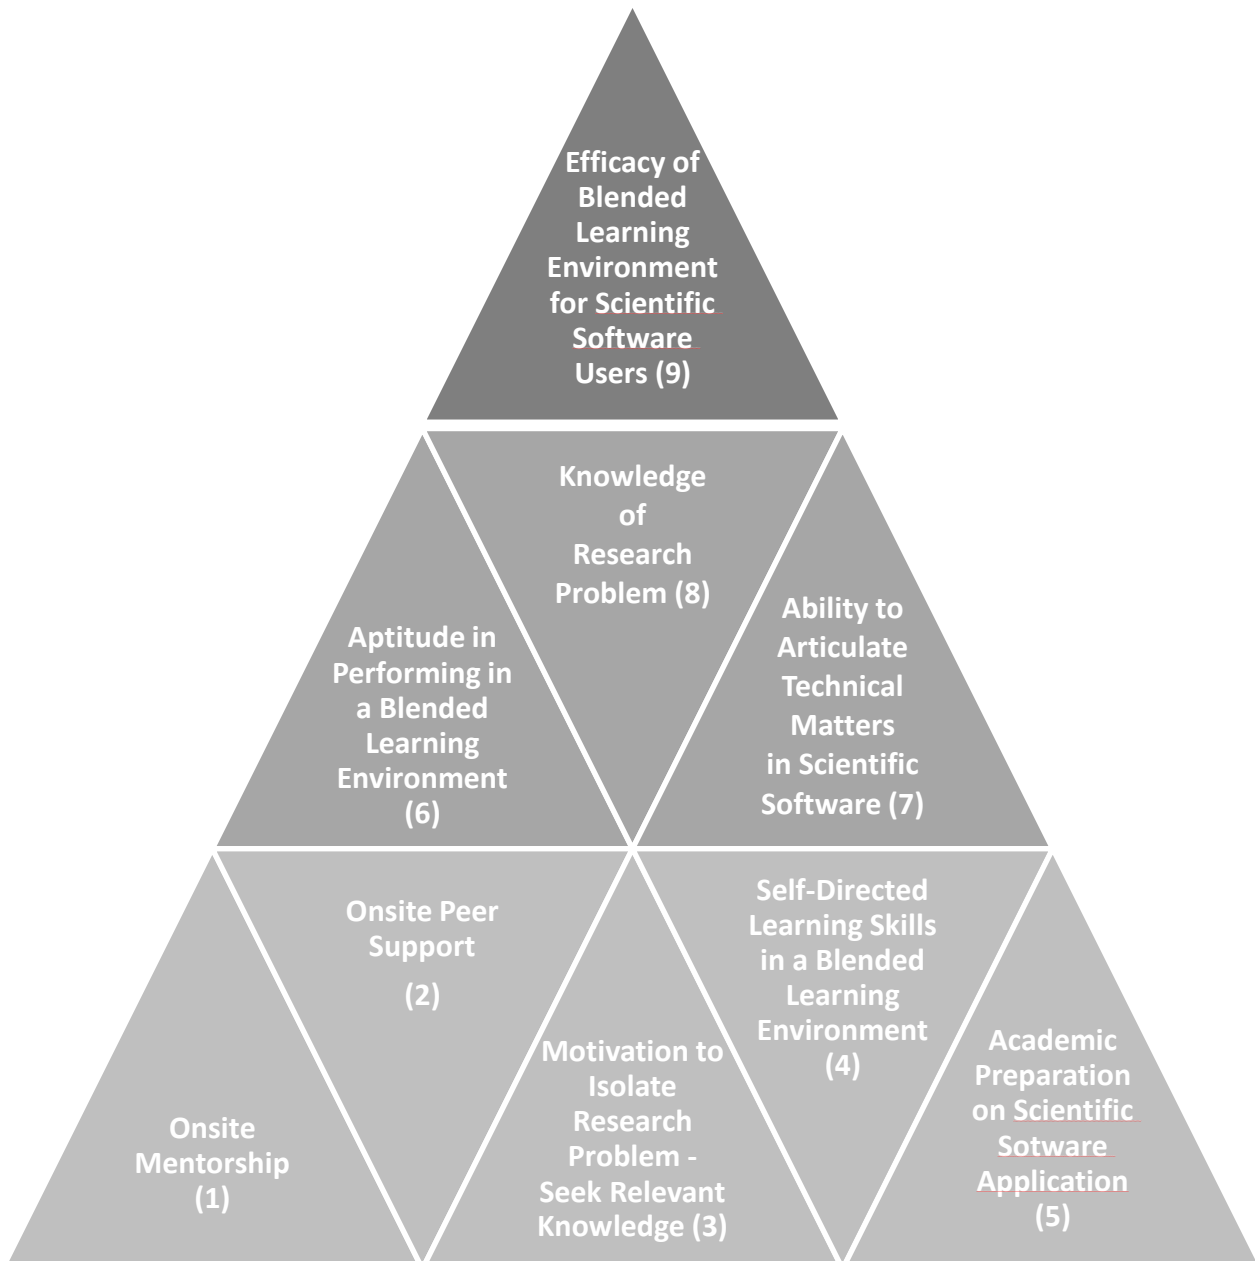 Efficacy of
Blended
Learning
Environment
for Scientific
Software
Users (9)
Knowledge
of
Research
Problem (8)
Aptitude in
Performing in
a Blended
Learning
Environment
(6)
Ability to
Articulate
Technical
Matters
in Scientific
Software (7)
Onsite
Mentorship
(1)
Onsite Peer
Support
(2)
Motivation to
Isolate
Research
Problem -
Seek Relevant
Knowledge (3)
Self-Directed
Learning Skills
in a Blended
Learning
Environment
(4)
Academic
Preparation
on Scientific
Sotware
Application
(5)